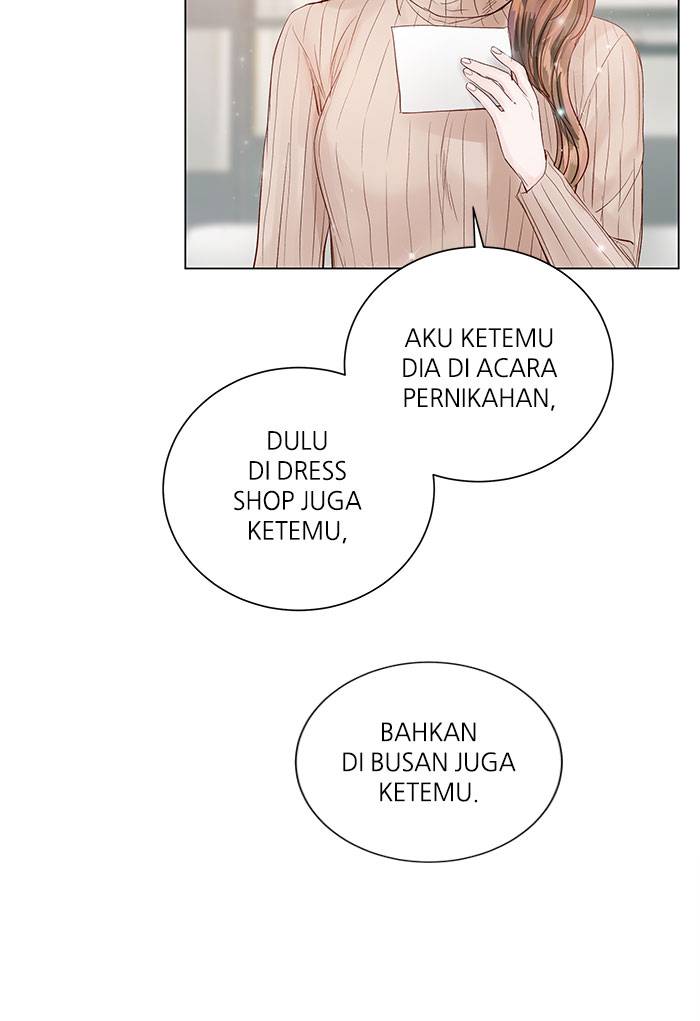 AKU KETEMU
DIA DI ACARA
PERNIKAHAN,
DULU
DI DRESS
SHOP JUGA
KETEMU,
BAHKAN
DI BUSAN JUGA
KETEMU.